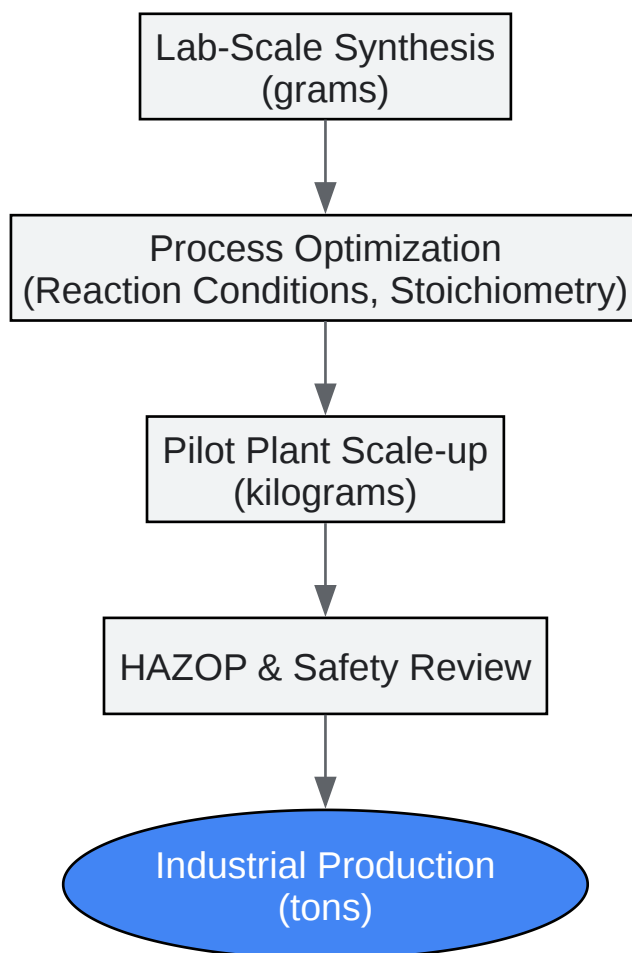 Lab-Scale Synthesis
(grams)
Process Optimization
(Reaction Conditions, Stoichiometry)
Pilot Plant Scale-up
(kilograms)
HAZOP & Safety Review
Industrial Production
(tons)